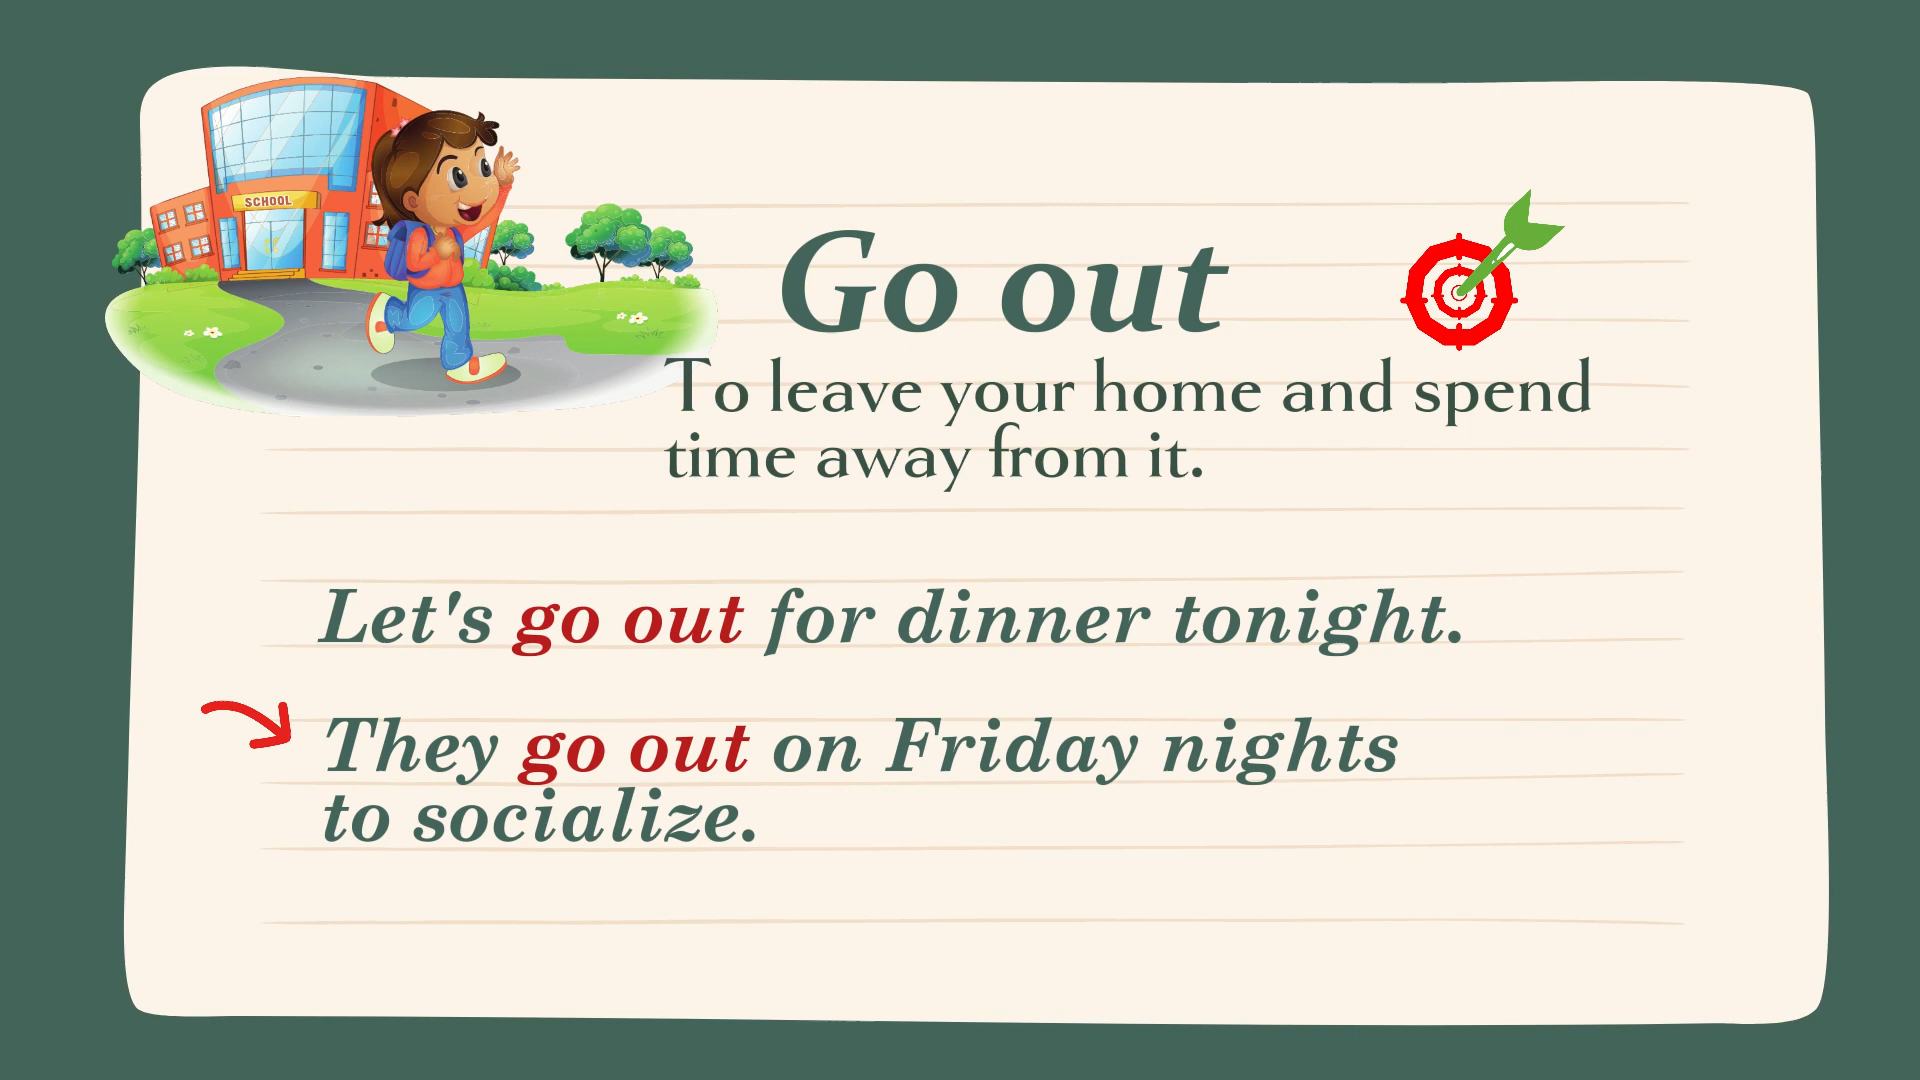 SCHOOL
Go out
To leave your home and spend
time away from it.
Let's go out for dinner tonight.
They go out on Friday nights
to socialize.